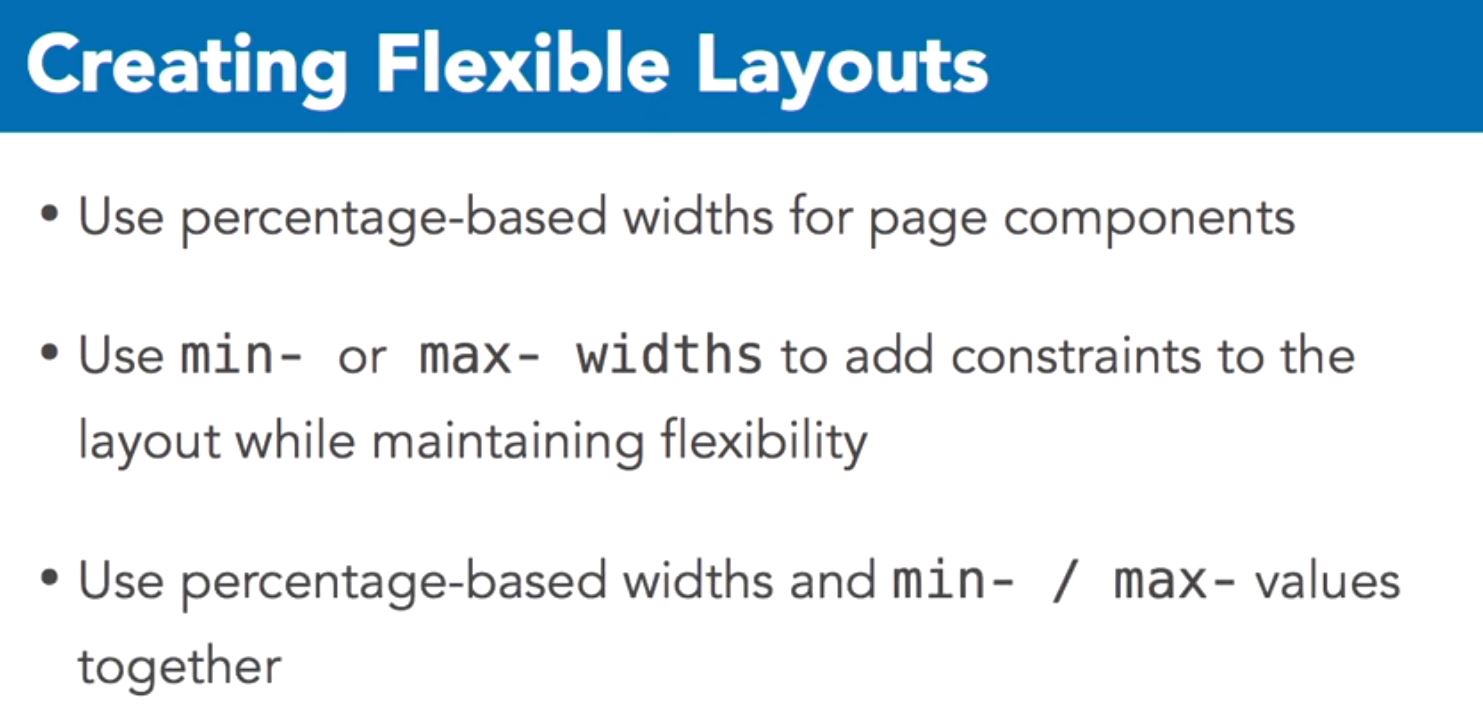 Creating Flexible Layouts
• Use percentage-based widths for page components
• Use min- or max- widths to add constraints to the
layout while maintaining flexibility
• Use percentage-based widths and min- / max- values
together